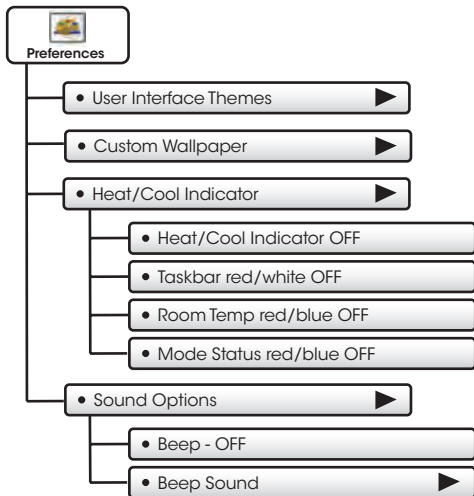 Preferences
• User Interface Themes
• Custom Wallpaper
• Heat/Cool Indicator
• Heat/Cool Indicator OFF
• Taskbar red/white OFF
• Room Temp red/blue OFF
• Mode Status red/blue OFF
• Sound Options
• Beep - OFF
• Beep Sound